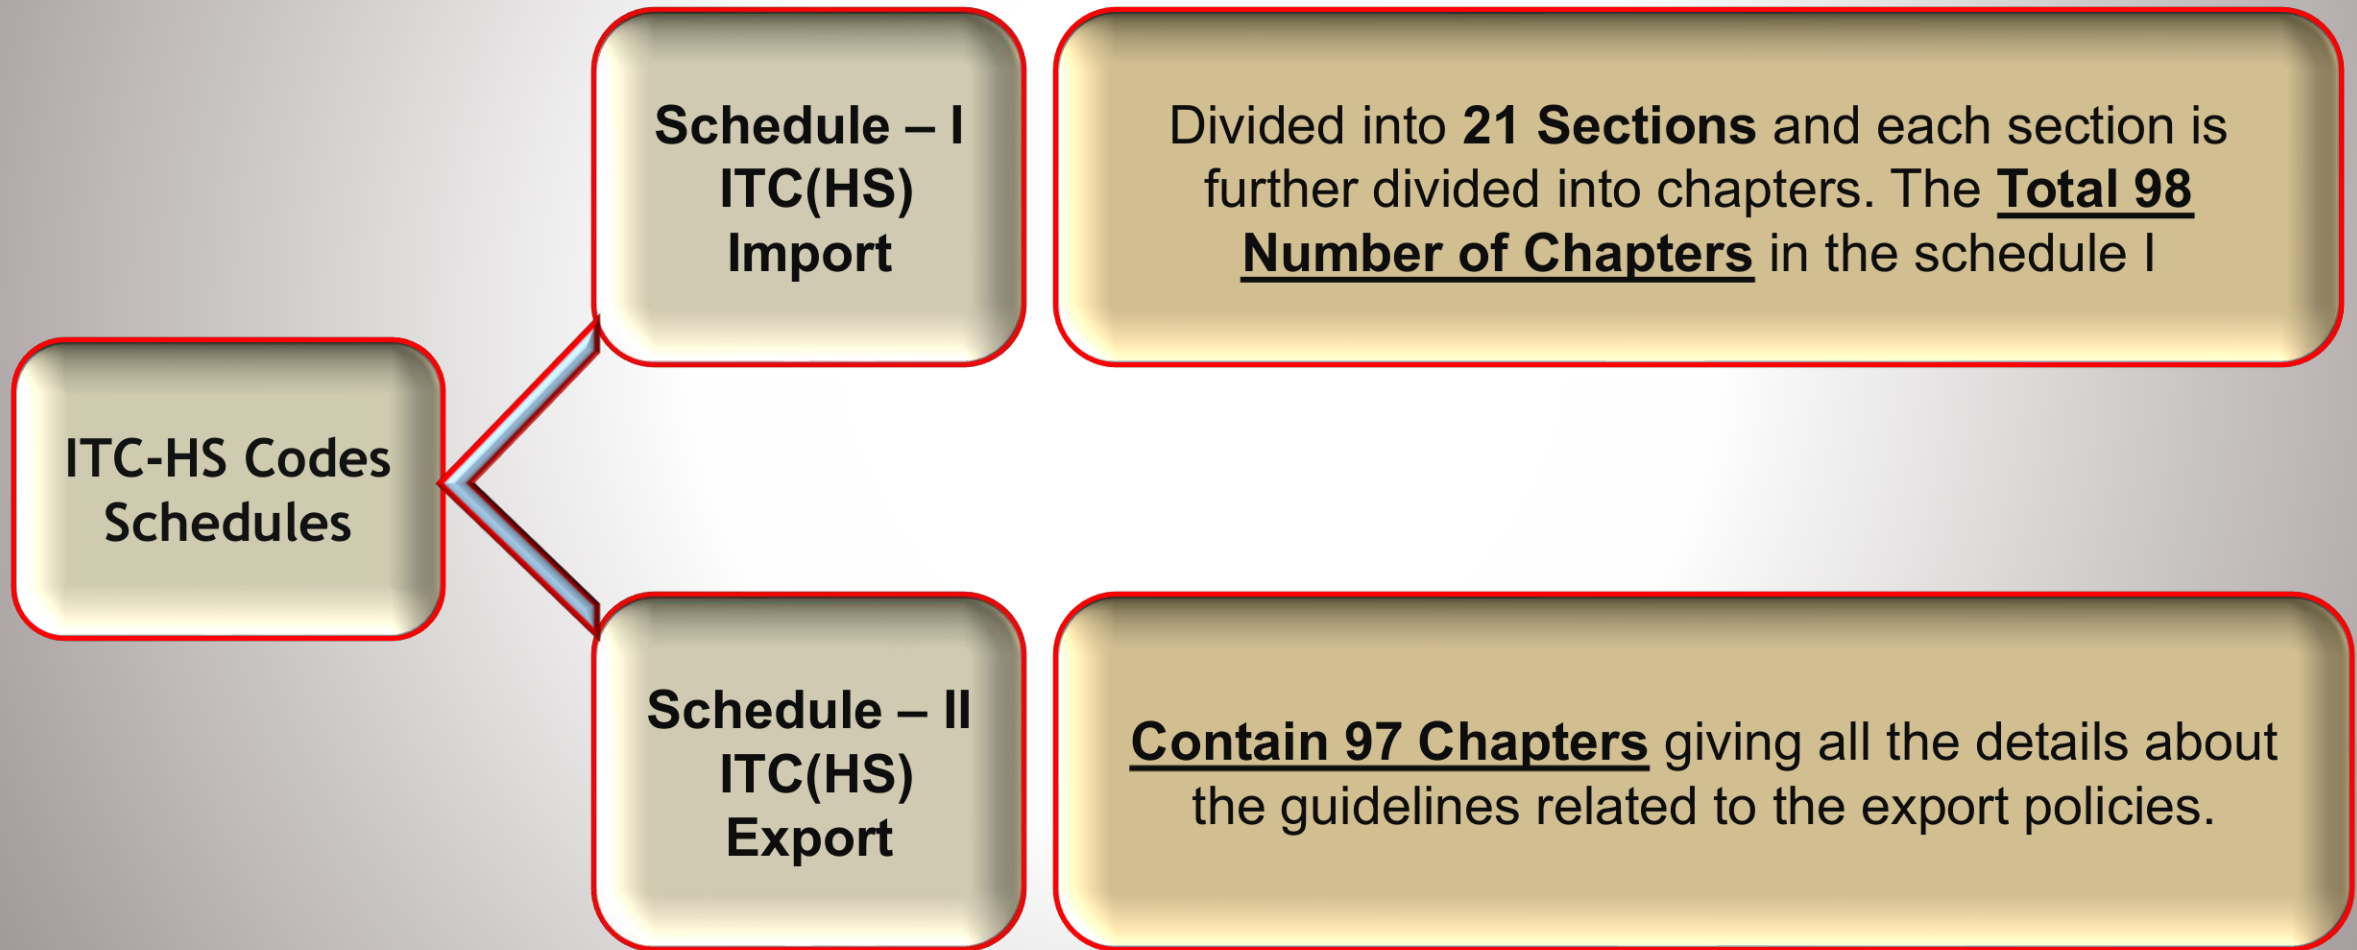 Schedule – I
ITC(HS)
Import
Divided into 21 Sections and each section is
further divided into chapters. The Total 98
Number of Chapters in the schedule I
ITC-HS Codes
Schedules
Schedule – II
ITC(HS)
Export
Contain 97 Chapters giving all the details about
the guidelines related to the export policies.